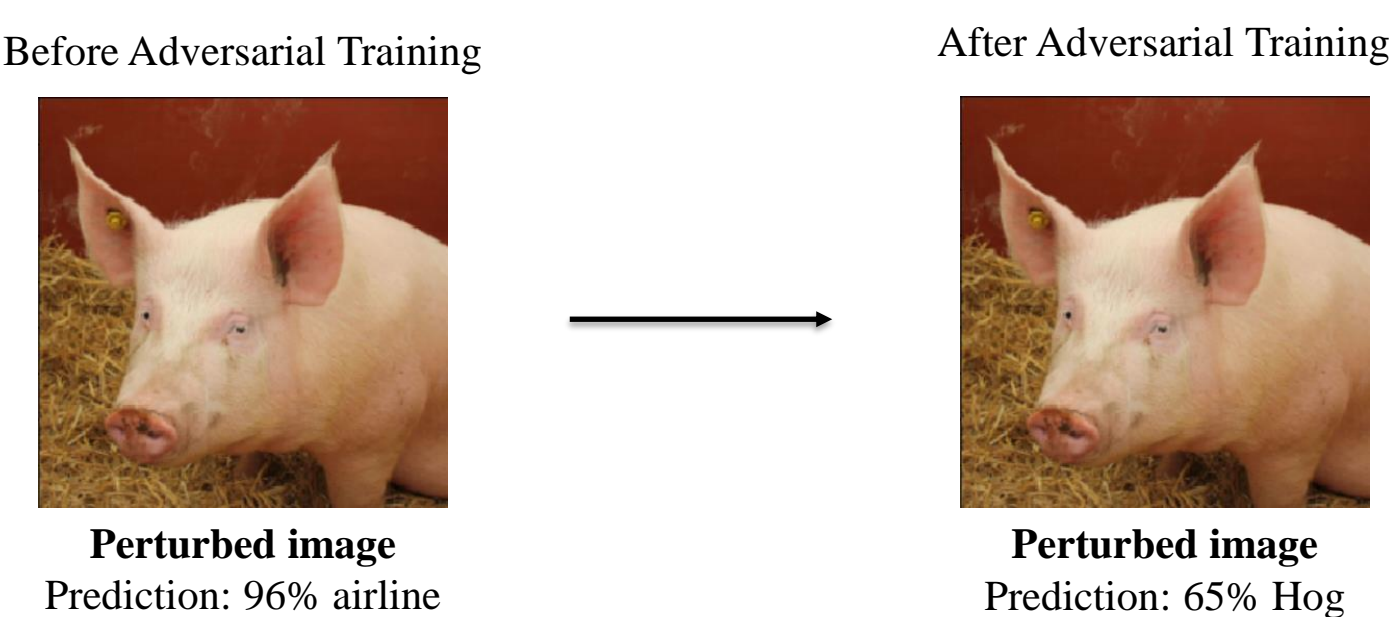 Before Adversarial Training
Perturbed image
Prediction: 96% airline
After Adversarial Training
Perturbed image
Prediction: 65% Hog